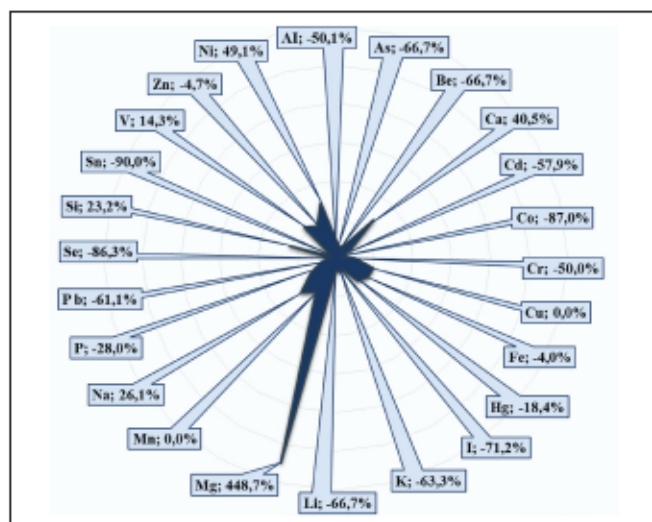 Al; -50,1%
As; -66,7%
Be; -66,7%
Ca; 40,5%
Cd; -57,9%
Co; -87,0%
Cr; -50,0%
Cu; 0,0%
Fe; -4,0%
Hg; -18,4%
I; -71,2%
K; -63,3%
Li; -66,7%
Mg; 448,7%
Mn; 0,0%
Na; 26,1%
P; -28,0%
Pb; -61,1%
Se; -86,3%
Si; 23,2%
Sn; -90,0%
V; 14,3%
Zn; -4,7%
Ni; 49,1%